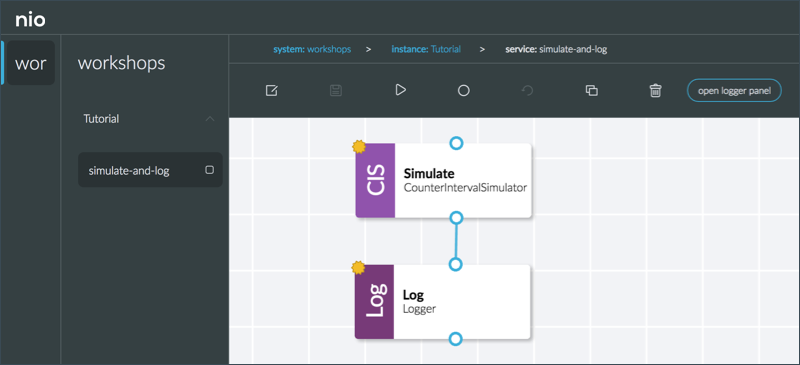 nio
wor
workshops
system: workshops > instance: Tutorial > service: simulate-and-log
open logger panel
Tutorial
simulate-and-log
CIS
Simulate
CounterIntervalSimulator
Log
Log
Logger